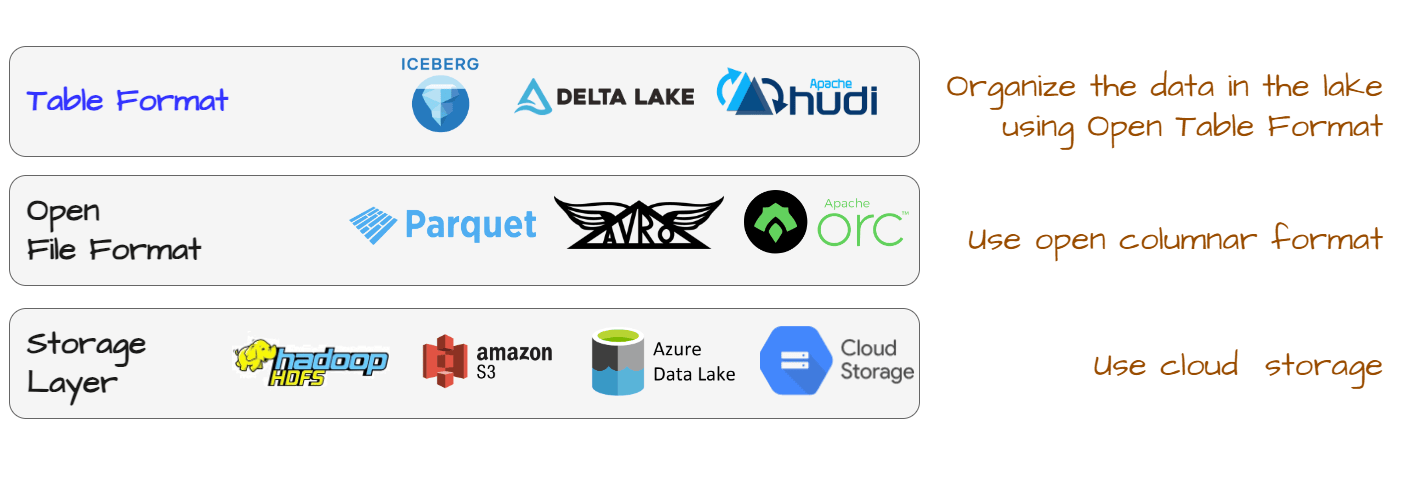 Table Format
ICEBERG
DELTA LAKE
Apache
hudi
Organize the data in the lake
using Open Table Format
Open
File Format
Parquet
AVRO
Apache
orc™
Use open columnar format
Storage
Layer
hadoop
HDFS
amazon
S3
Azure
Data Lake
Cloud
Storage
Use cloud storage